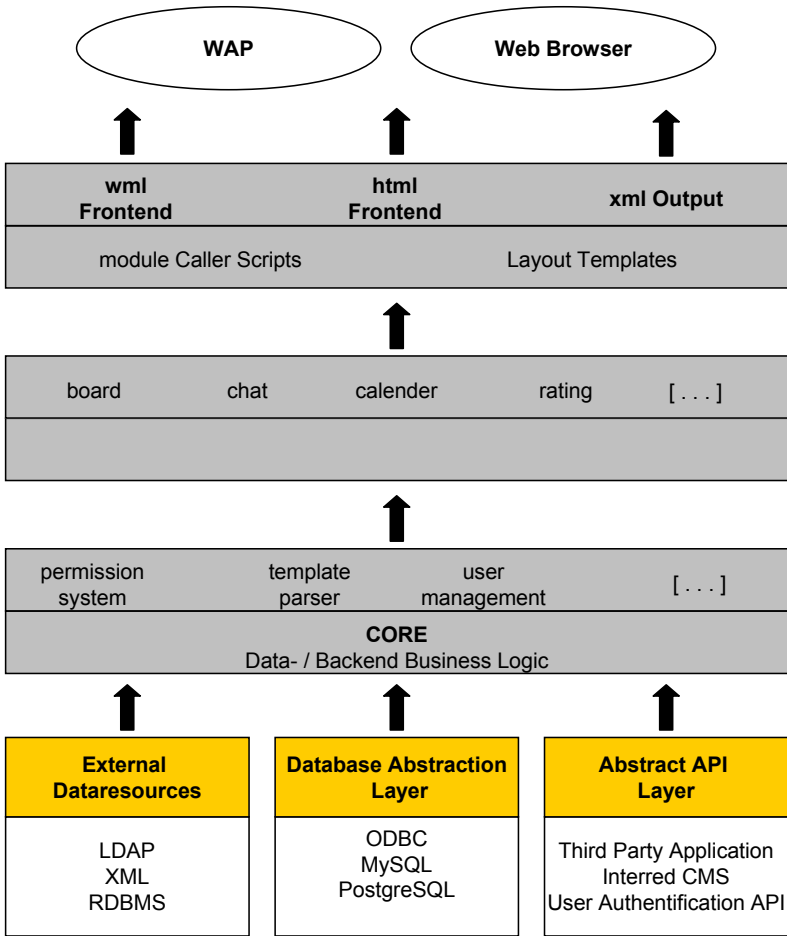 WAP
Web Browser
wml
Frontend
html
Frontend
xml Output
module Caller Scripts
Layout Templates
board
chat
calender
rating
[ . . . ]
permission
system
template
parser
user
management
[ . . . ]
CORE
Data- / Backend Business Logic
External
Dataresources
LDAP
XML
RDBMS
Database Abstraction
Layer
ODBC
MySQL
PostgreSQL
Abstract API
Layer
Third Party Application
Interred CMS
User Authentification API